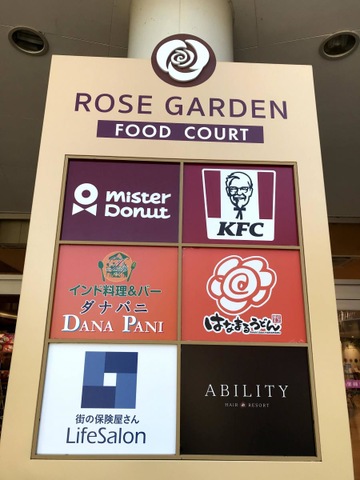 ROSE GARDEN
FOOD COURT
mister Donut
KFC
インド料理&バー
ダナパニ
DANA PANI
はなまるうどん
街の保険屋さん
LifeSalon
ABILITY
HAIR RESORT